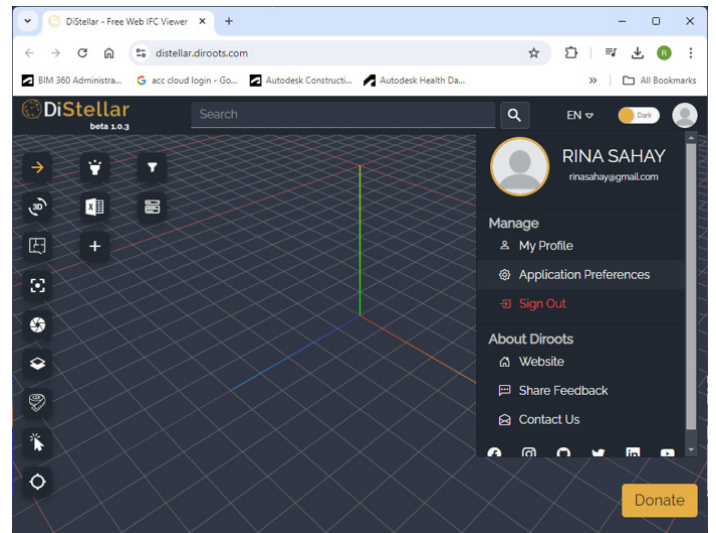 DiStellar - Free Web IFC Viewer
distellar.diroots.com
R
BIM 360 Administra...
acc cloud login - Go...
Autodesk Constructi...
Autodesk Health Da...
»
All Bookmarks
DiStellar
beta 1.0.3
Search
EN
Dark
RINA SAHAY
rinasahay@gmail.com
3D
X
Manage
My Profile
Application Preferences
Sign Out
About Diroots
Website
Share Feedback
Contact Us
Donate